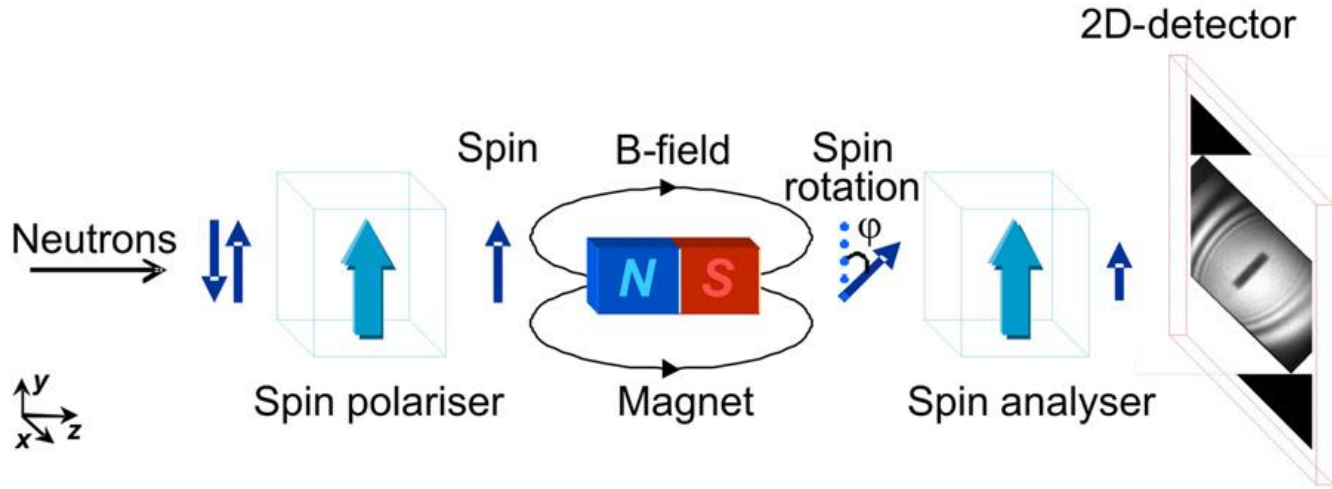 2D-detector
Spin
B-field
Spin
rotation
φ
Neutrons
N
S
y
x
z
Spin polariser
Magnet
Spin analyser